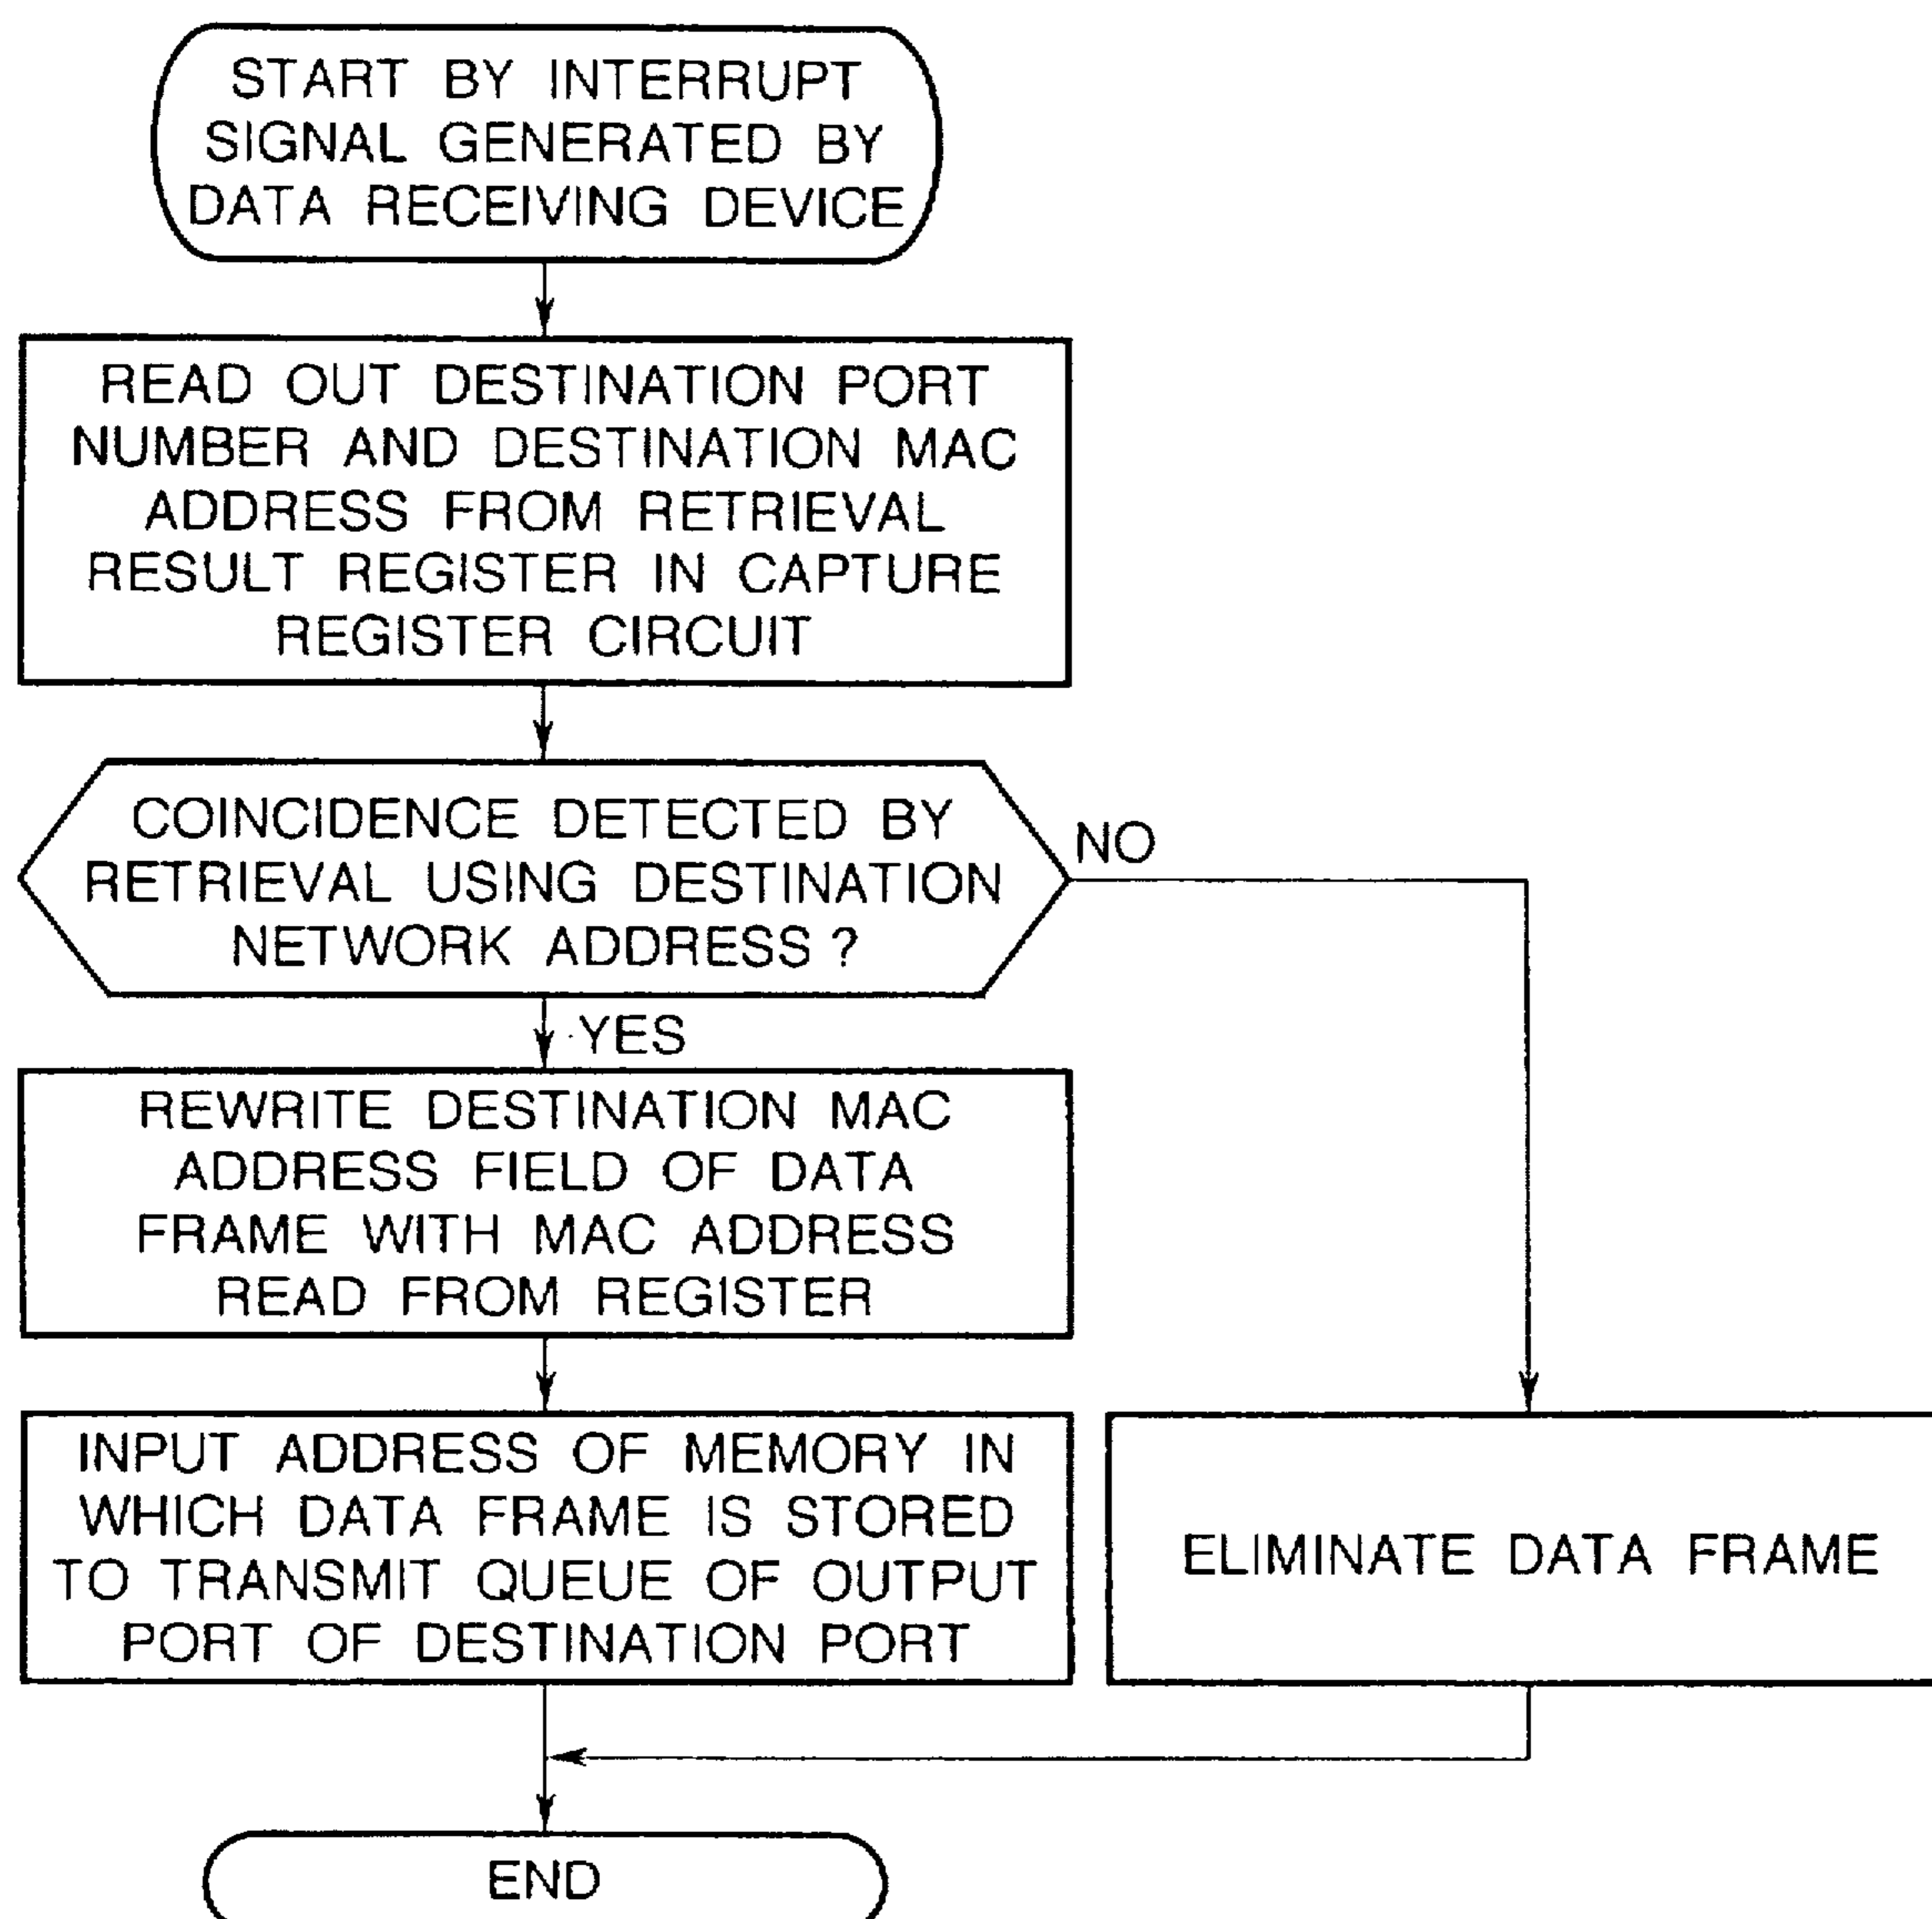 START BY INTERRUPT
SIGNAL GENERATED BY
DATA RECEIVING DEVICE
READ OUT DESTINATION PORT
NUMBER AND DESTINATION MAC
ADDRESS FROM RETRIEVAL
RESULT REGISTER IN CAPTURE
REGISTER CIRCUIT
COINCIDENCE DETECTED BY
RETRIEVAL USING DESTINATION
NETWORK ADDRESS ?
NO
YES
REWRITE DESTINATION MAC
ADDRESS FIELD OF DATA
FRAME WITH MAC ADDRESS
READ FROM REGISTER
INPUT ADDRESS OF MEMORY IN
WHICH DATA FRAME IS STORED
TO TRANSMIT QUEUE OF OUTPUT
PORT OF DESTINATION PORT
ELIMINATE DATA FRAME
END